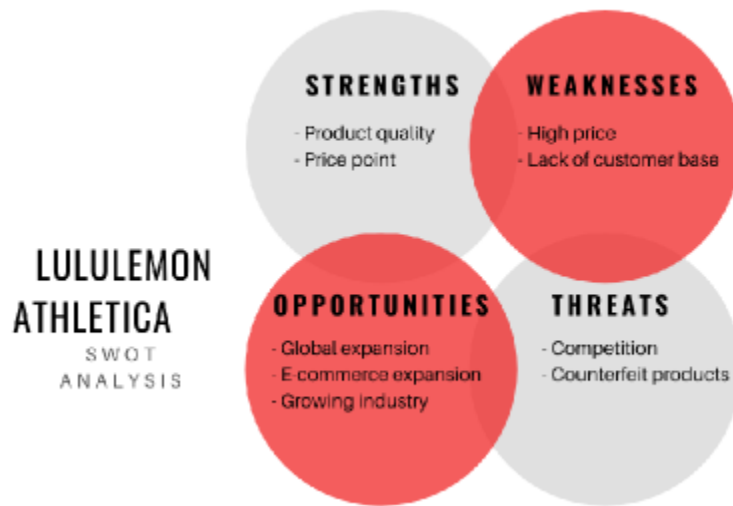 LULULEMON
ATHLETICA
SWOT
ANALYSIS
STRENGTHS
- Product quality
- Price point
WEAKNESSES
- High price
- Lack of customer base
OPPORTUNITIES
- Global expansion
- E-commerce expansion
- Growing industry
THREATS
- Competition
- Counterfeit products